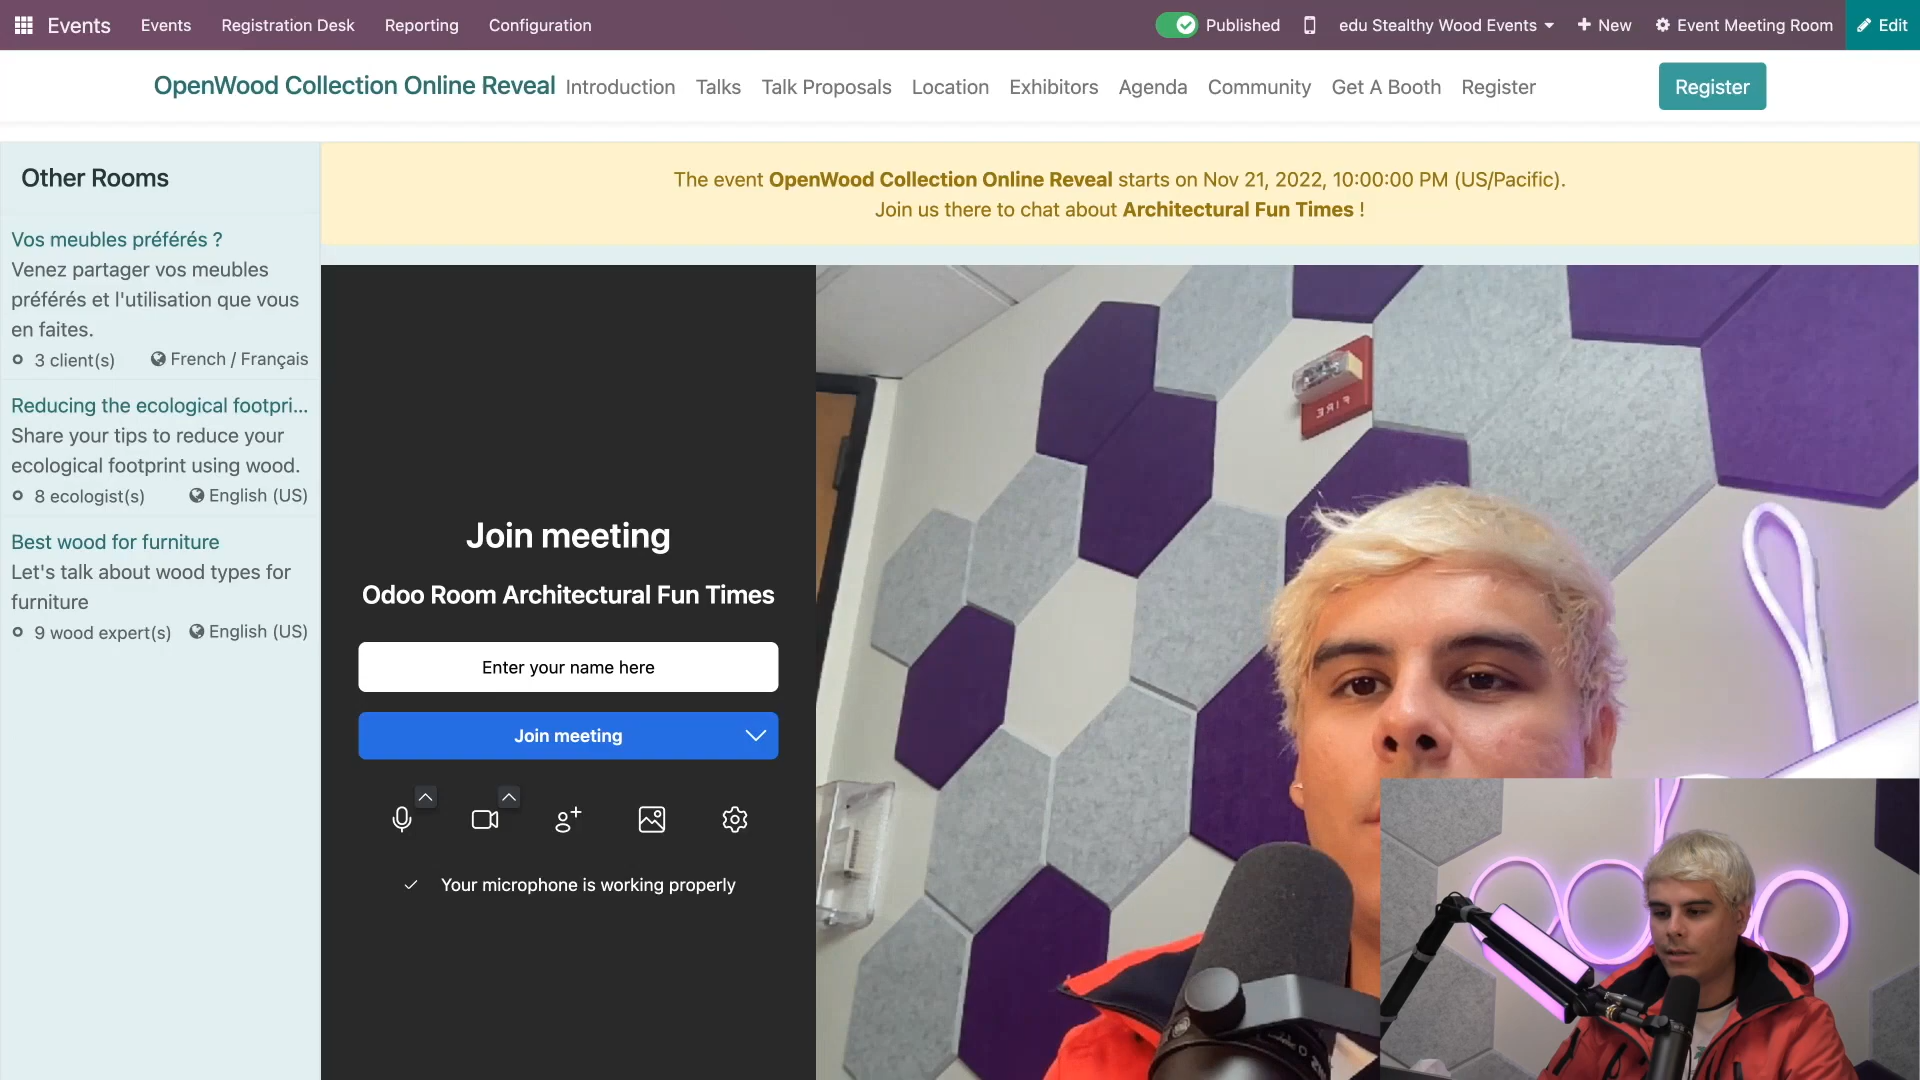 Events
Events
Registration Desk
Reporting
Configuration
Published
edu Stealthy Wood Events
New
Event Meeting Room
Edit
OpenWood Collection Online Reveal
Introduction
Talks
Talk Proposals
Location
Exhibitors
Agenda
Community
Get A Booth
Register
Register
Other Rooms
Vos meubles préférés ?
Venez partager vos meubles
préférés et l'utilisation que vous
en faites.
3 client(s)
French / Français
Reducing the ecological footpri...
Share your tips to reduce your
ecological footprint using wood.
8 ecologist(s)
English (US)
Best wood for furniture
Let's talk about wood types for
furniture
9 wood expert(s)
English (US)
The event OpenWood Collection Online Reveal starts on Nov 21, 2022, 10:00:00 PM (US/Pacific).
Join us there to chat about Architectural Fun Times !
Join meeting
Odoo Room Architectural Fun Times
Enter your name here
Join meeting
Your microphone is working properly
FIRE